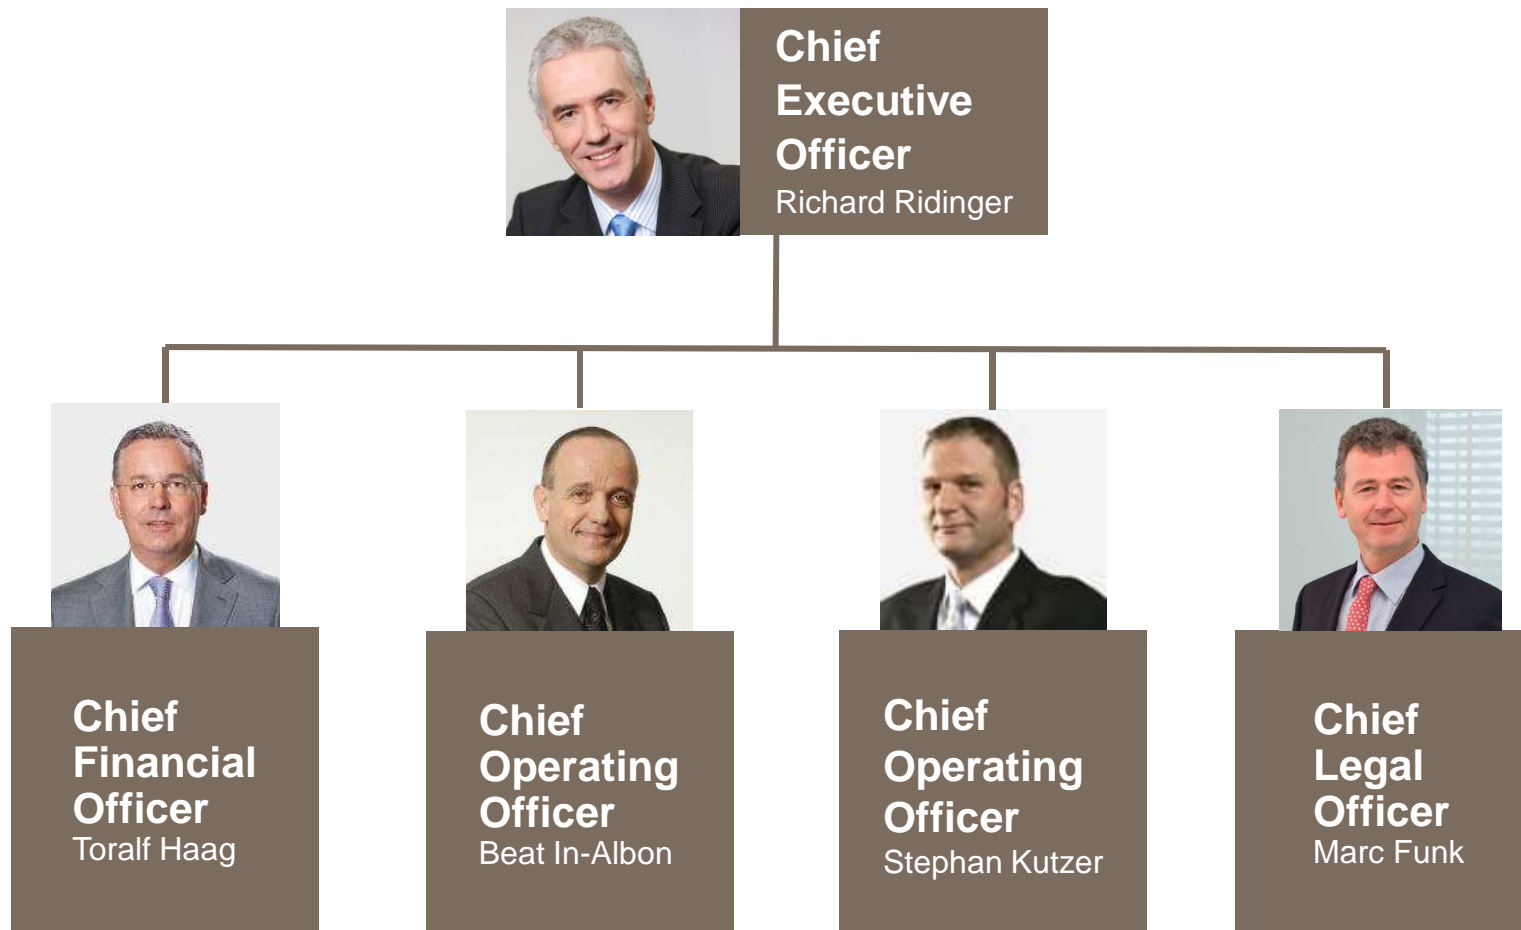 Chief
Executive
Officer
Richard Ridinger
Chief
Financial
Officer
Toralf Haag
Chief
Operating
Officer
Beat In-Albon
Chief
Operating
Officer
Stephan Kutzer
Chief
Legal
Officer
Marc Funk